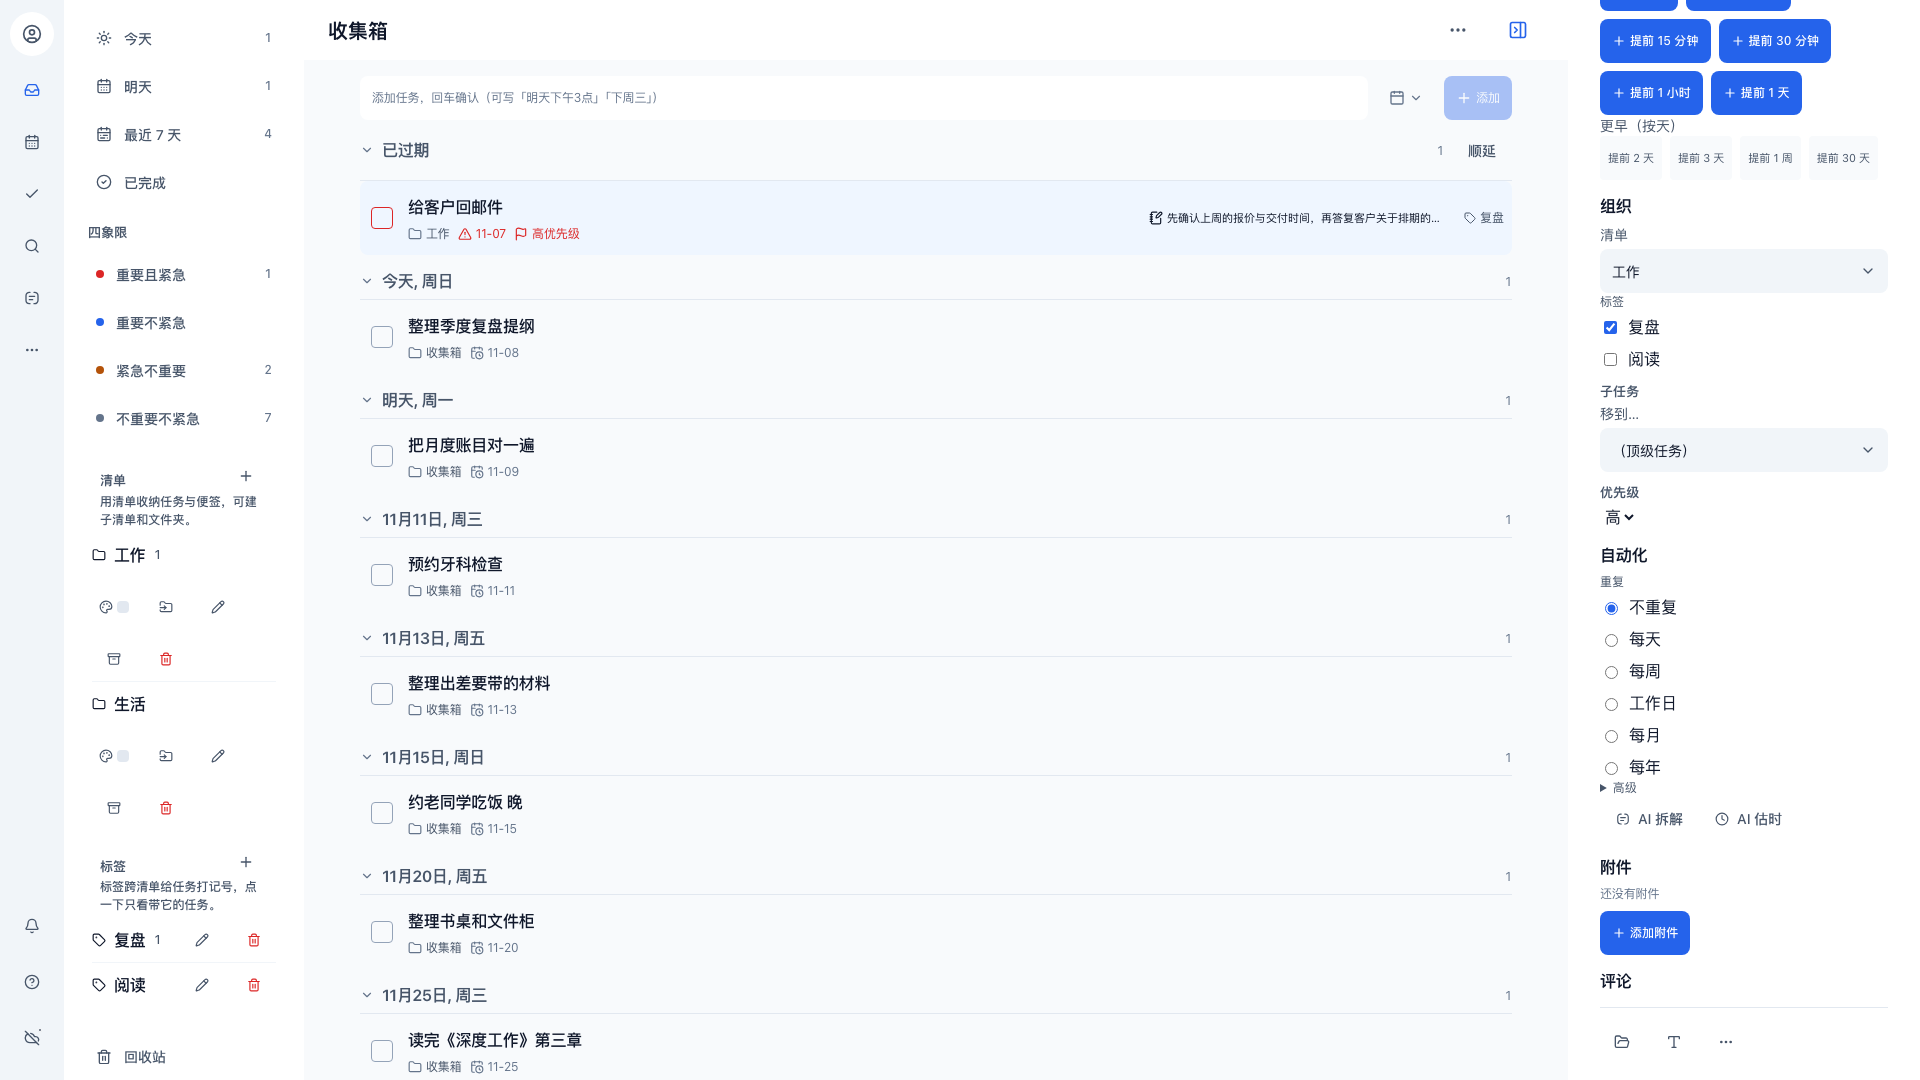 今天 1
明天 1
最近 7 天 4
已完成
四象限
重要且紧急 1
重要不紧急
紧急不重要 2
不重要不紧急 7
清单
用清单收纳任务与便签，可建
子清单和文件夹。
工作 1
生活
标签
标签跨清单给任务打记号，点
一下只看带它的任务。
复盘 1
阅读
回收站
收集箱
添加任务，回车确认（可写「明天下午3点」「下周三」）
添加
已过期 1 顺延
给客户回邮件
工作 11-07 高优先级
先确认上周的报价与交付时间，再答复客户关于排期的...
复盘
今天, 周日 1
整理季度复盘提纲
收集箱 11-08
明天, 周一 1
把月度账目对一遍
收集箱 11-09
11月11日, 周三 1
预约牙科检查
收集箱 11-11
11月13日, 周五 1
整理出差要带的材料
收集箱 11-13
11月15日, 周日 1
约老同学吃饭 晚
收集箱 11-15
11月20日, 周五 1
整理书桌和文件柜
收集箱 11-20
11月25日, 周三 1
读完《深度工作》第三章
收集箱 11-25
提前 15 分钟 提前 30 分钟
提前 1 小时 提前 1 天
更早（按天）
提前 2 天 提前 3 天 提前 1 周 提前 30 天
组织
清单
工作
标签
复盘
阅读
子任务
移到...
（顶级任务）
优先级
高
自动化
重复
不重复
每天
每周
工作日
每月
每年
高级
AI 拆解 AI 估时
附件
还没有附件
添加附件
评论